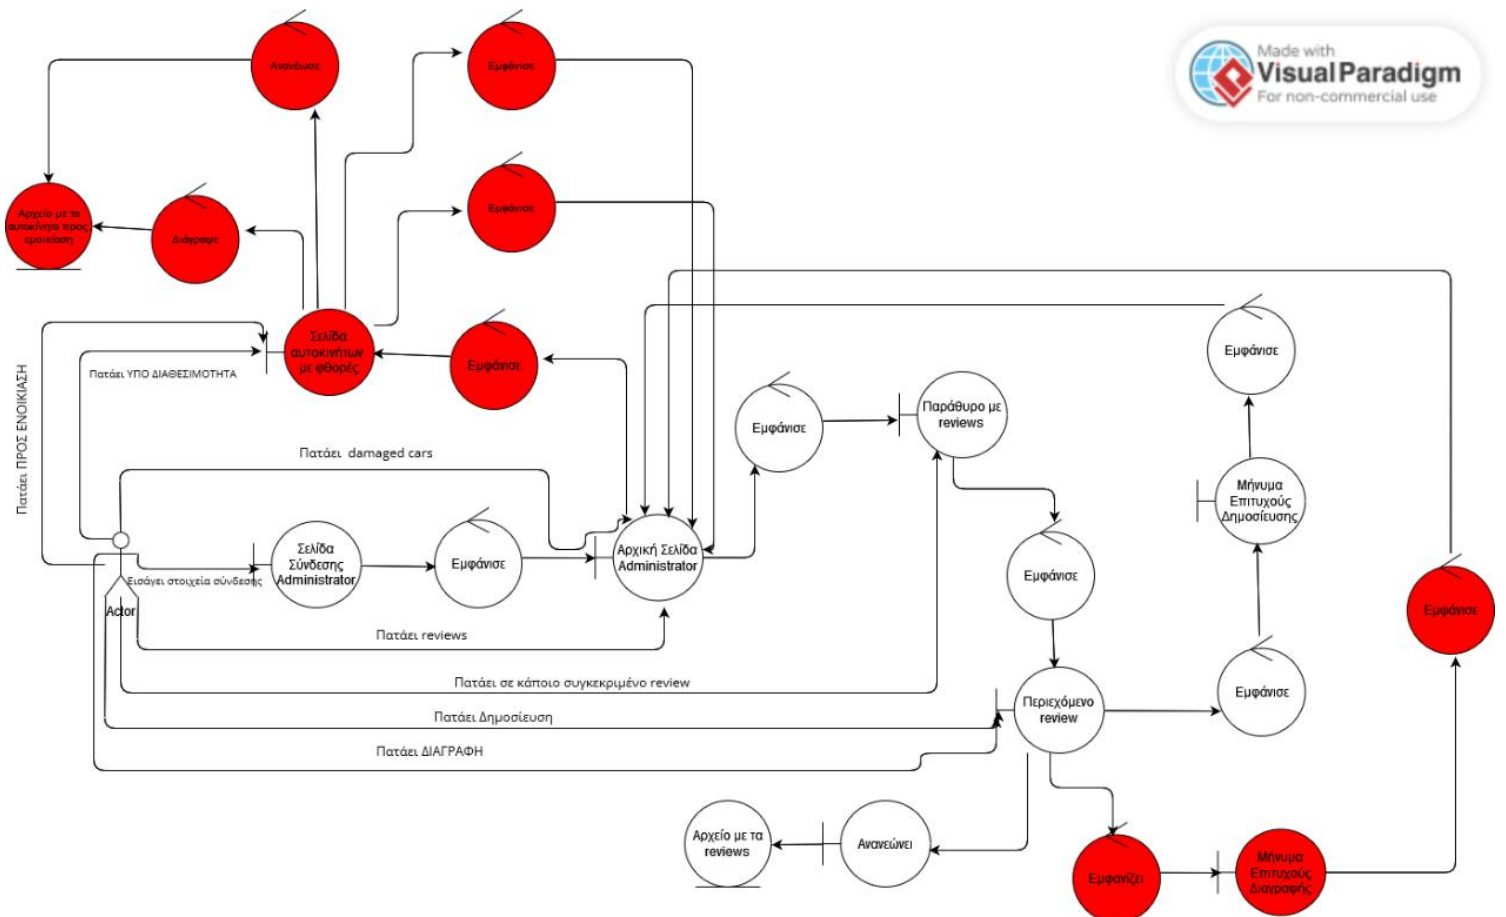 Made with
Visual Paradigm
For non-commercial use
Ανανέωσε
Εμφάνισε
Αρχείο με τα
αυτοκίνητα προς
εμοικίαση
Διάγραψε
Εμφάνισε
Σελίδα
αυτοκινήτων
με φθορές
Εμφάνισε
Εμφάνισε
Πατάει ΥΠΟ ΔΙΑΘΕΣΙΜΟΤΗΤΑ
Πατάει ΠΡΟΣ ΕΝΟΙΚΙΑΣΗ
Παράθυρο με
reviews
Εμφάνισε
Πατάει damaged cars
Μήνυμα
Επιτυχούς
Δημοσίευσης
Σελίδα
Σύνδεσης
Administrator
Εμφάνισε
Αρχική Σελίδα
Administrator
Εμφάνισε
Εισάγει στοιχεία σύνδεσης
Actor
Εμφάνισε
Πατάει reviews
Πατάει σε κάποιο συγκεκριμένο review
Εμφάνισε
Περιεχόμενο
review
Πατάει Δημοσίευση
Πατάει ΔΙΑΓΡΑΦΗ
Αρχείο με τα
reviews
Ανανεώνει
Εμφανίζει
Μήνυμα
Επιτυχούς
Διαγραφής